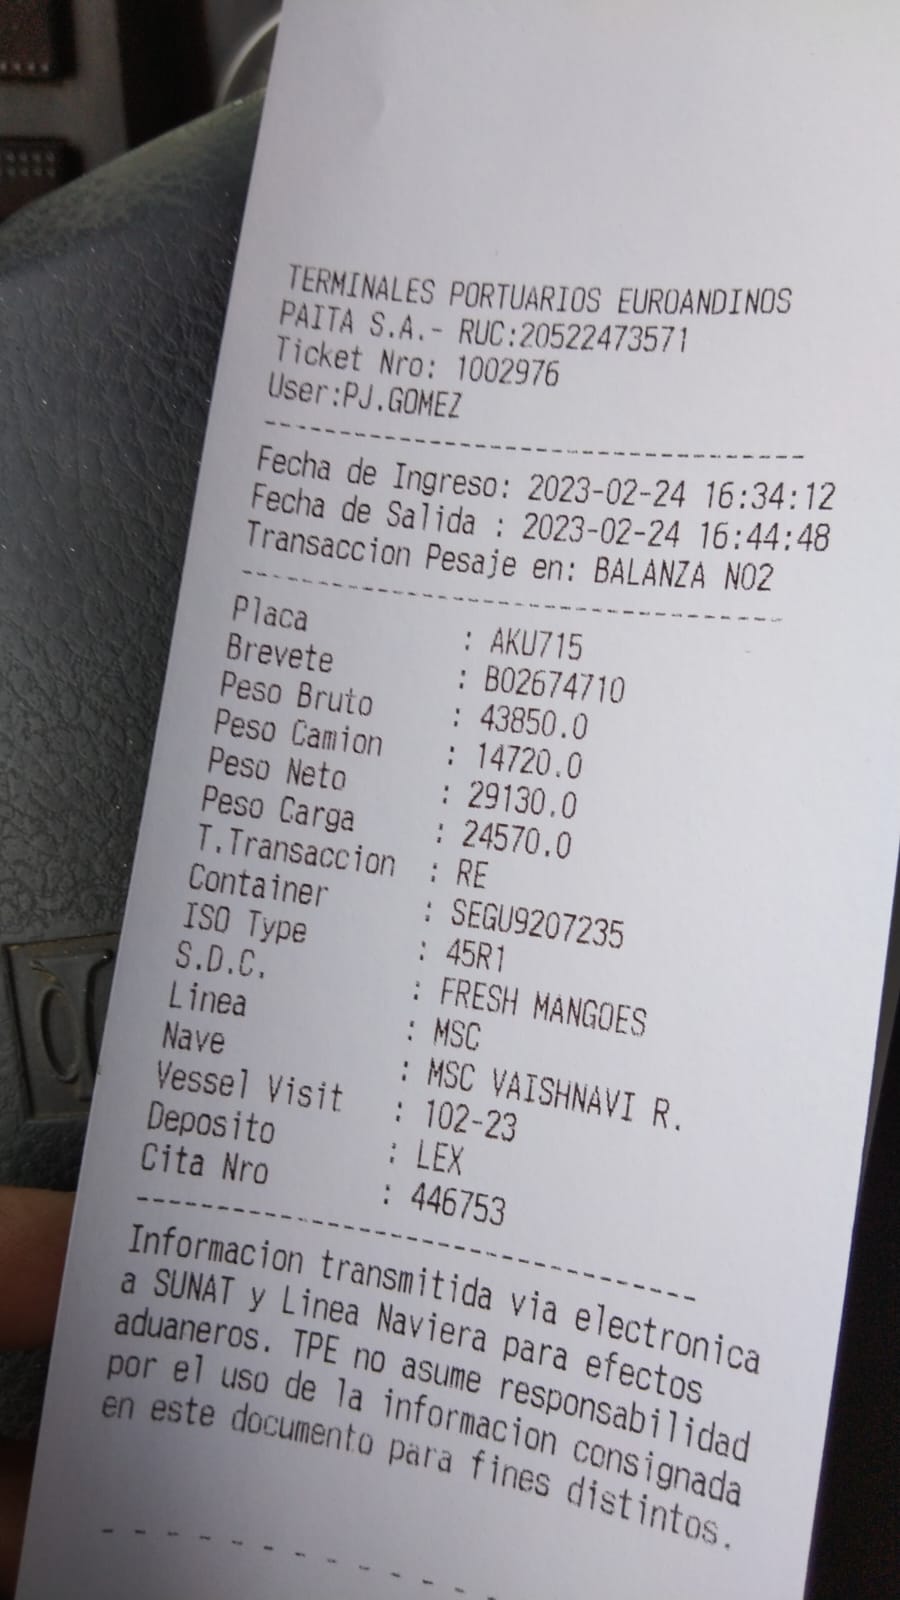 TERMINALES PORTUARIOS EUROANDINOS
PAITA S.A.- RUC:20522473571
Ticket Nro: 1002976
User:PJ.GOMEZ
Fecha de Ingreso: 2023-02-24 16:34:12
Fecha de Salida : 2023-02-24 16:44:48
Transaccion Pesaje en: BALANZA NO2
Placa : AKU715
Brevete : B02674710
Peso Bruto : 43850.0
Peso Camion : 14720.0
Peso Neto : 29130.0
Peso Carga : 24570.0
T.Transaccion : RE
Container : SEGU9207235
ISO Type : 45R1
S.D.C. : FRESH MANGOES
Linea : MSC
Nave : MSC VAISHNAVI R.
Vessel Visit : 102-23
Deposito : LEX
Cita Nro : 446753
Informacion transmitida via electronica
a SUNAT y Linea Naviera para efectos
aduaneros. TPE no asume responsabilidad
por el uso de la informacion consignada
en este documento para fines distintos.